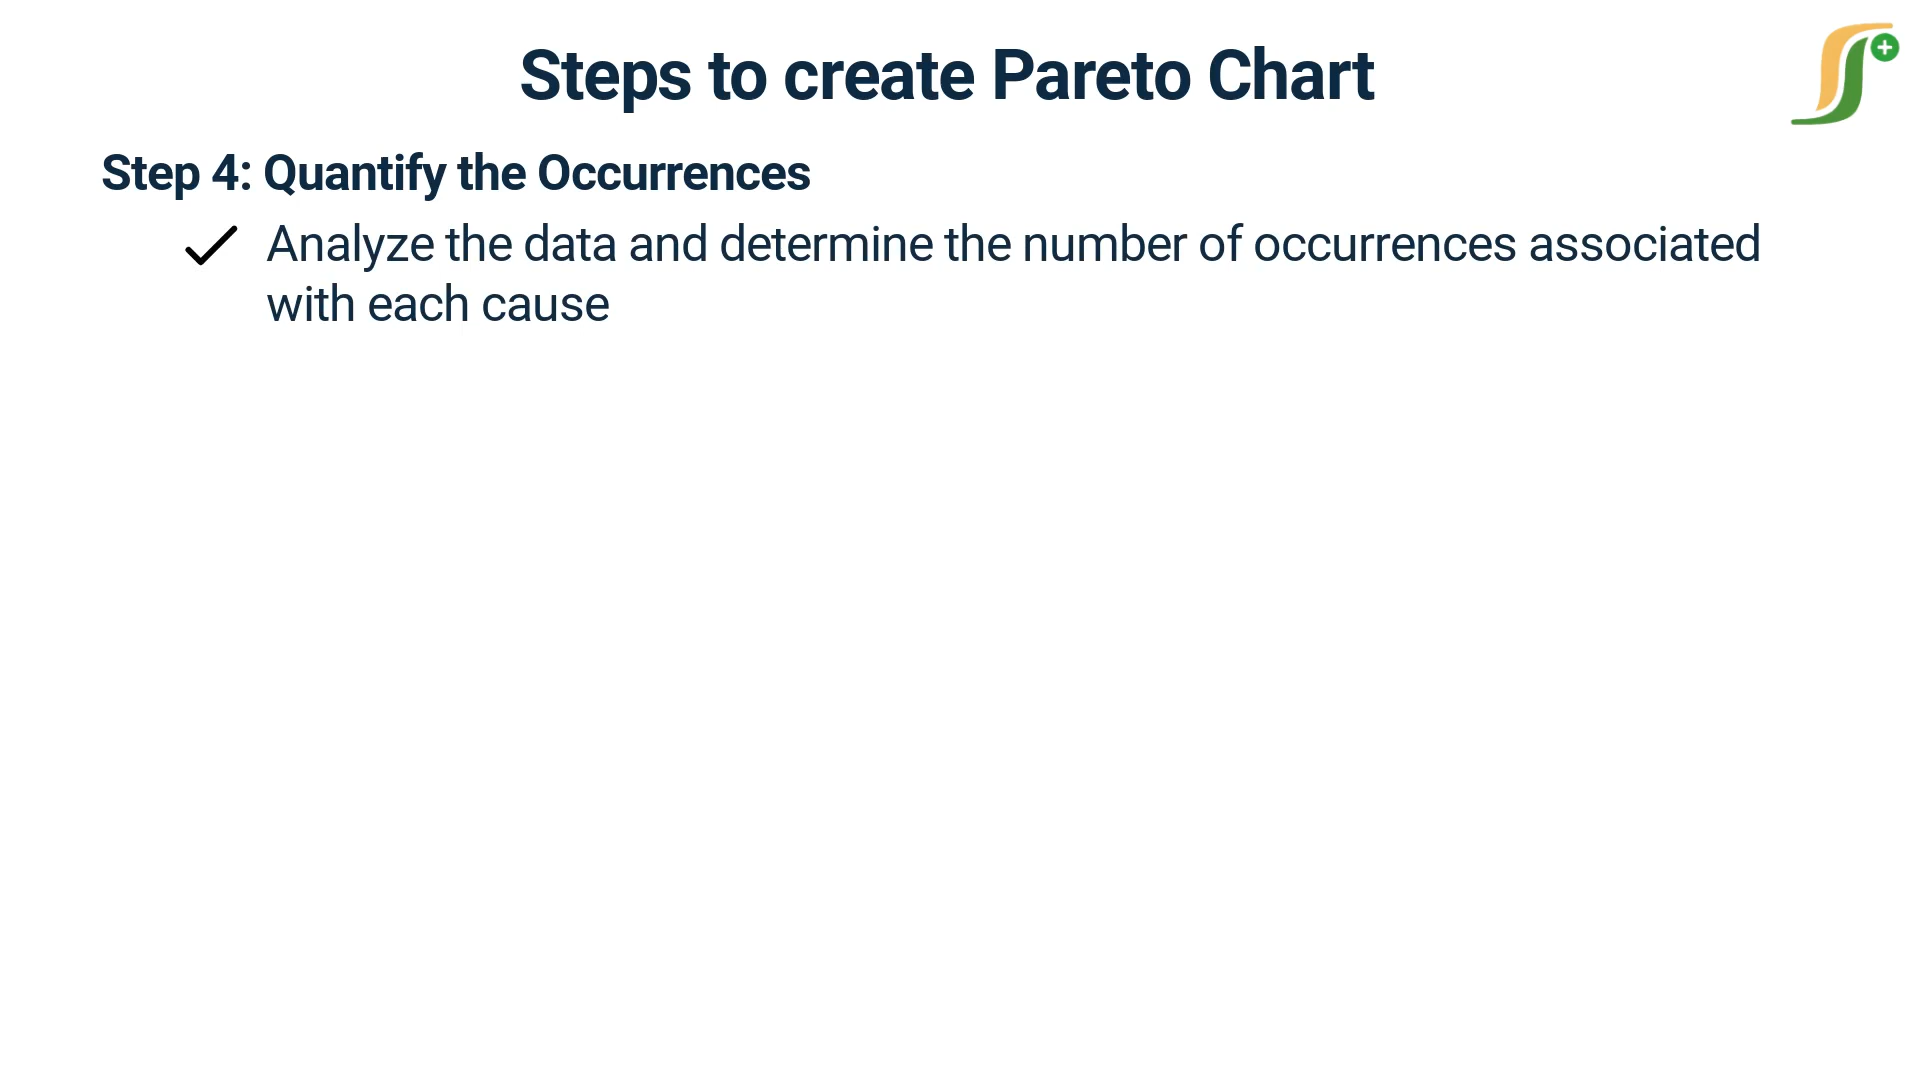 Steps to create Pareto Chart
Step 4: Quantify the Occurrences
Analyze the data and determine the number of occurrences associated
with each cause